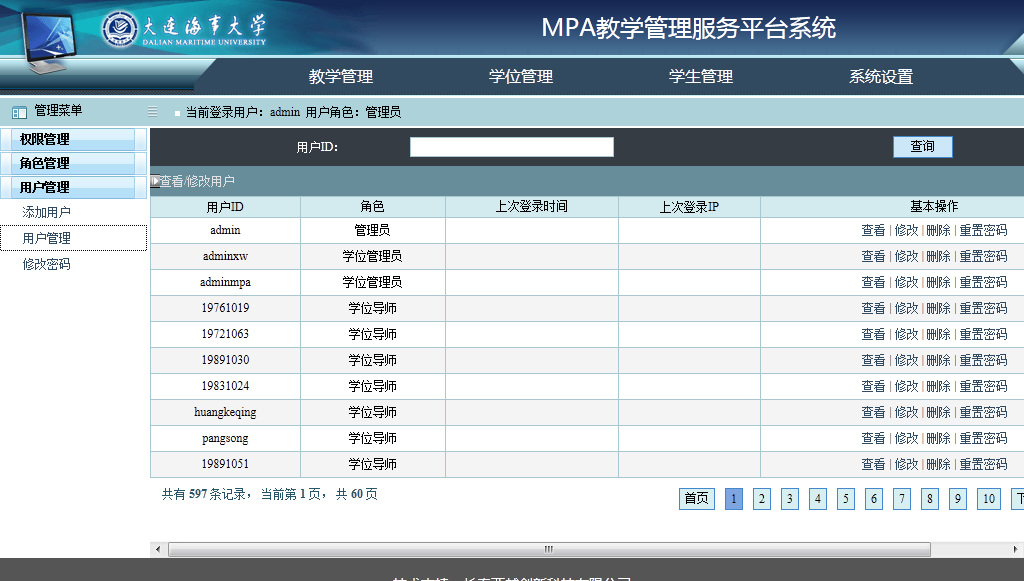 大连海事大学
DALIAN MARITIME UNIVERSITY
MPA教学管理服务平台系统
教学管理 学位管理 学生管理 系统设置
管理菜单
当前登录用户：admin 用户角色：管理员
权限管理
角色管理
用户管理
添加用户
用户管理
修改密码
用户ID： 查询
查看/修改用户
用户ID 角色 上次登录时间 上次登录IP 基本操作
admin 管理员 查看 | 修改 | 删除 | 重置密码
adminxw 学位管理员 查看 | 修改 | 删除 | 重置密码
adminmpa 学位管理员 查看 | 修改 | 删除 | 重置密码
19761019 学位导师 查看 | 修改 | 删除 | 重置密码
19721063 学位导师 查看 | 修改 | 删除 | 重置密码
19891030 学位导师 查看 | 修改 | 删除 | 重置密码
19831024 学位导师 查看 | 修改 | 删除 | 重置密码
huangkeqing 学位导师 查看 | 修改 | 删除 | 重置密码
pangsong 学位导师 查看 | 修改 | 删除 | 重置密码
19891051 学位导师 查看 | 修改 | 删除 | 重置密码
共有 597 条记录，当前第 1 页，共 60 页
首页 1 2 3 4 5 6 7 8 9 10